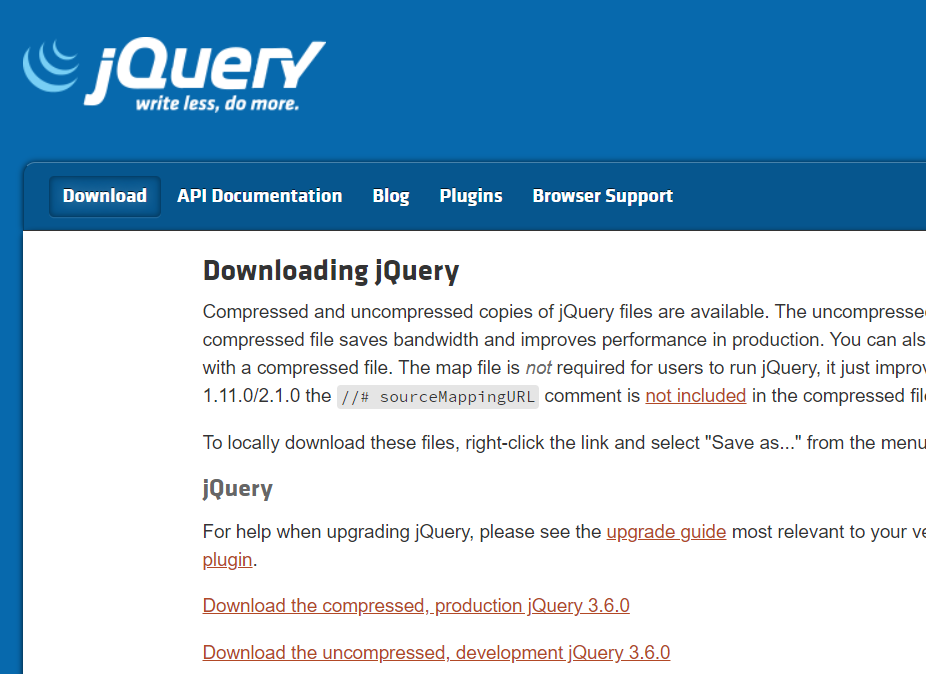 jQuery
write less, do more.
Download API Documentation Blog Plugins Browser Support
Downloading jQuery
Compressed and uncompressed copies of jQuery files are available. The uncompresse
compressed file saves bandwidth and improves performance in production. You can als
with a compressed file. The map file is not required for users to run jQuery, it just improv
1.11.0/2.1.0 the //# sourceMappingURL comment is not included in the compressed fil
To locally download these files, right-click the link and select "Save as..." from the menu
jQuery
For help when upgrading jQuery, please see the upgrade guide most relevant to your ve
plugin.
Download the compressed, production jQuery 3.6.0
Download the uncompressed, development jQuery 3.6.0